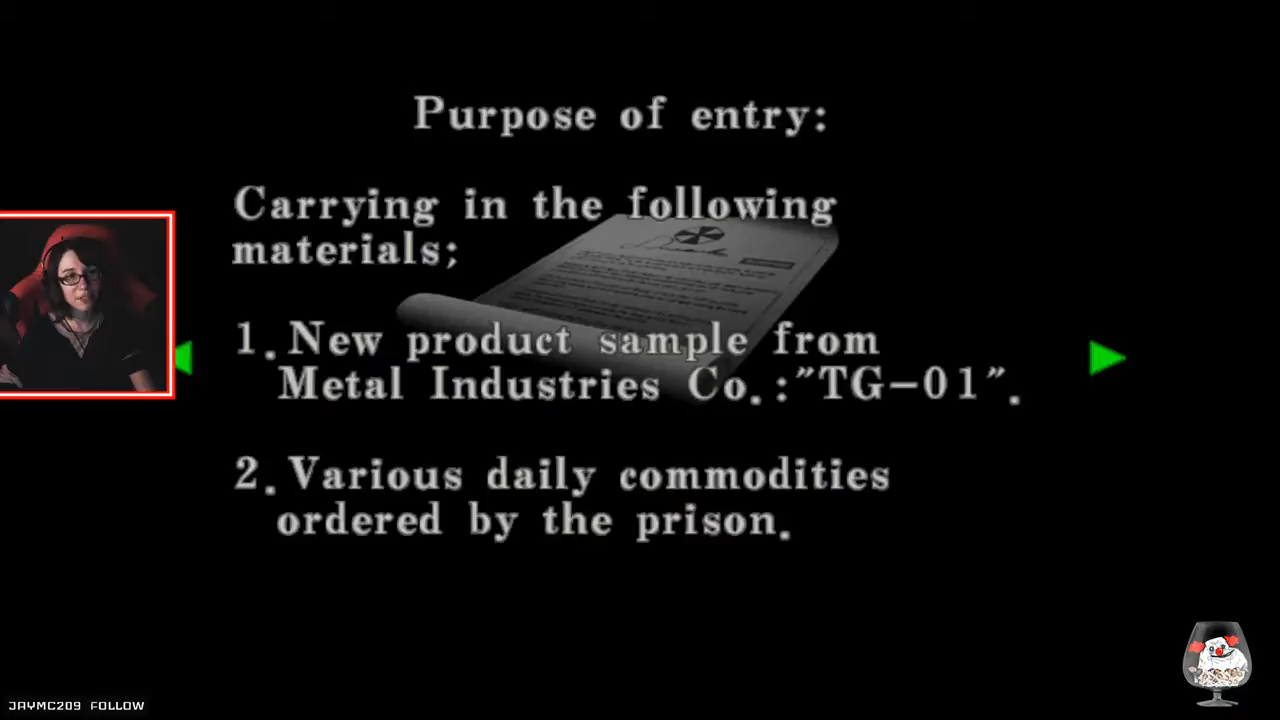 Purpose of entry:
Carrying in the following
materials;
1. New product sample from
Metal Industries Co.:"TG-01".
2. Various daily commodities
ordered by the prison.
JAYMC209 FOLLOW